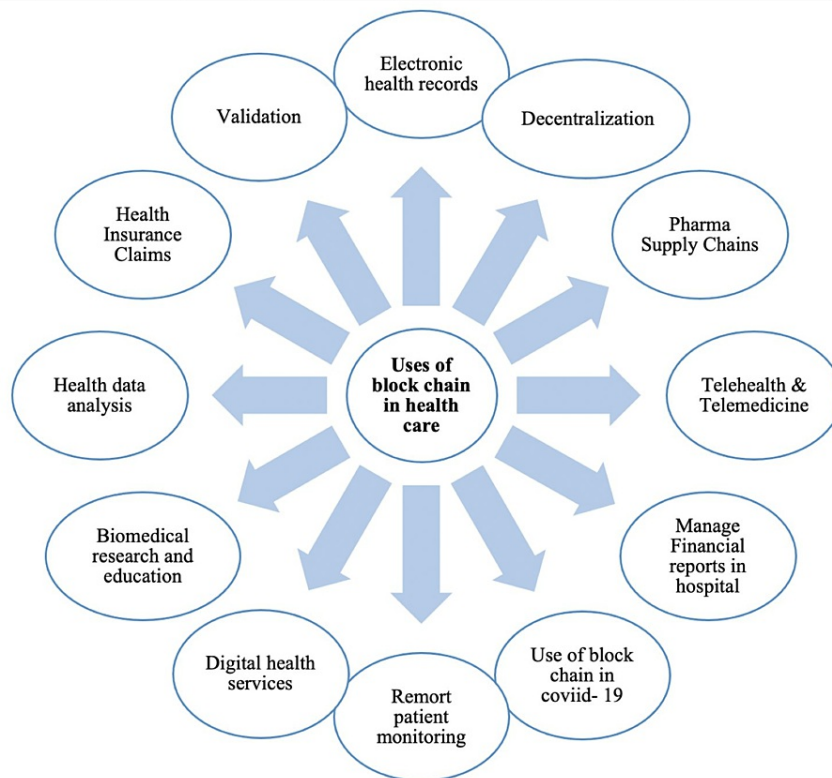 Electronic
health records
Decentralization
Pharma
Supply Chains
Telehealth &
Telemedicine
Manage
Financial
reports in
hospital
Use of block
chain in
coviid- 19
Remort
patient
monitoring
Digital health
services
Biomedical
research and
education
Health data
analysis
Health
Insurance
Claims
Validation
Uses of
block chain
in health
care